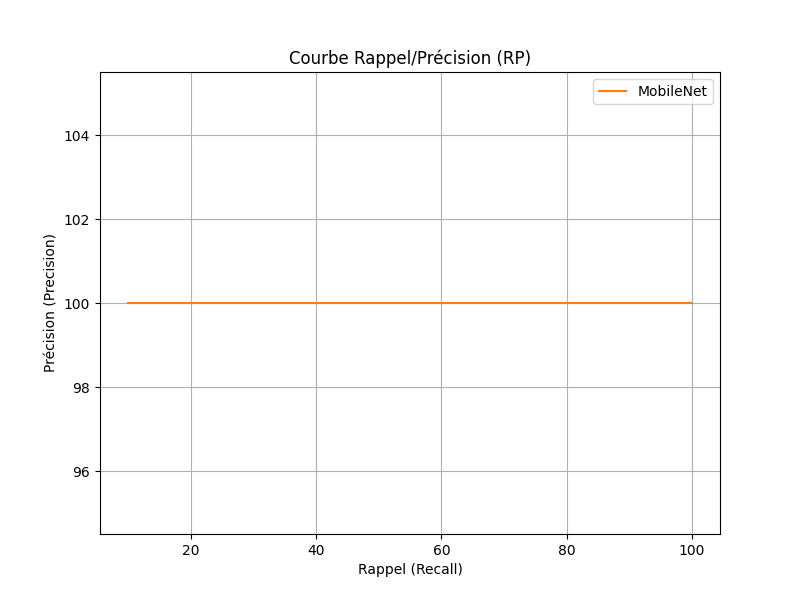 Courbe Rappel/Précision (RP)
MobileNet
104
102
100
98
96
Précision (Precision)
20 40 60 80 100
Rappel (Recall)